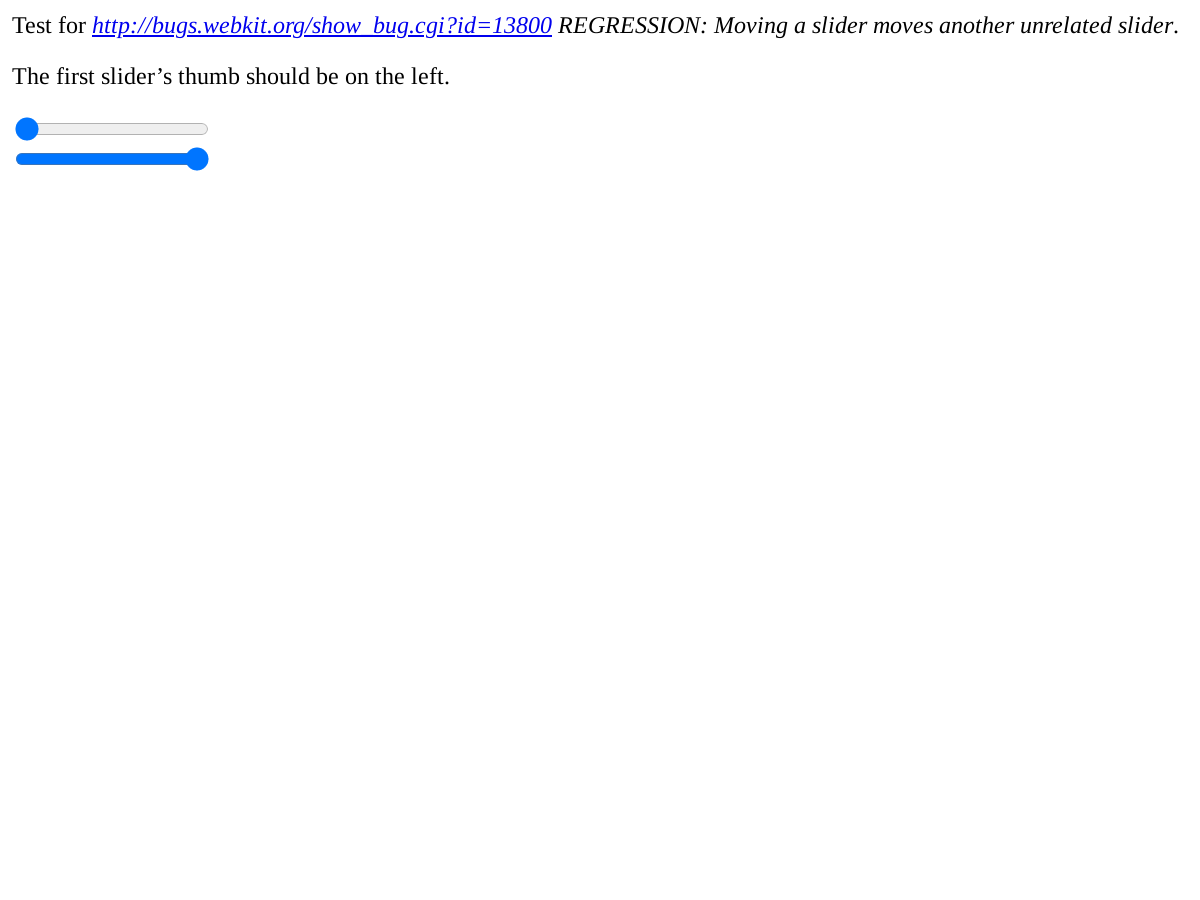 Test for http://bugs.webkit.org/show_bug.cgi?id=13800 REGRESSION: Moving a slider moves another unrelated slider.
The first slider’s thumb should be on the left.